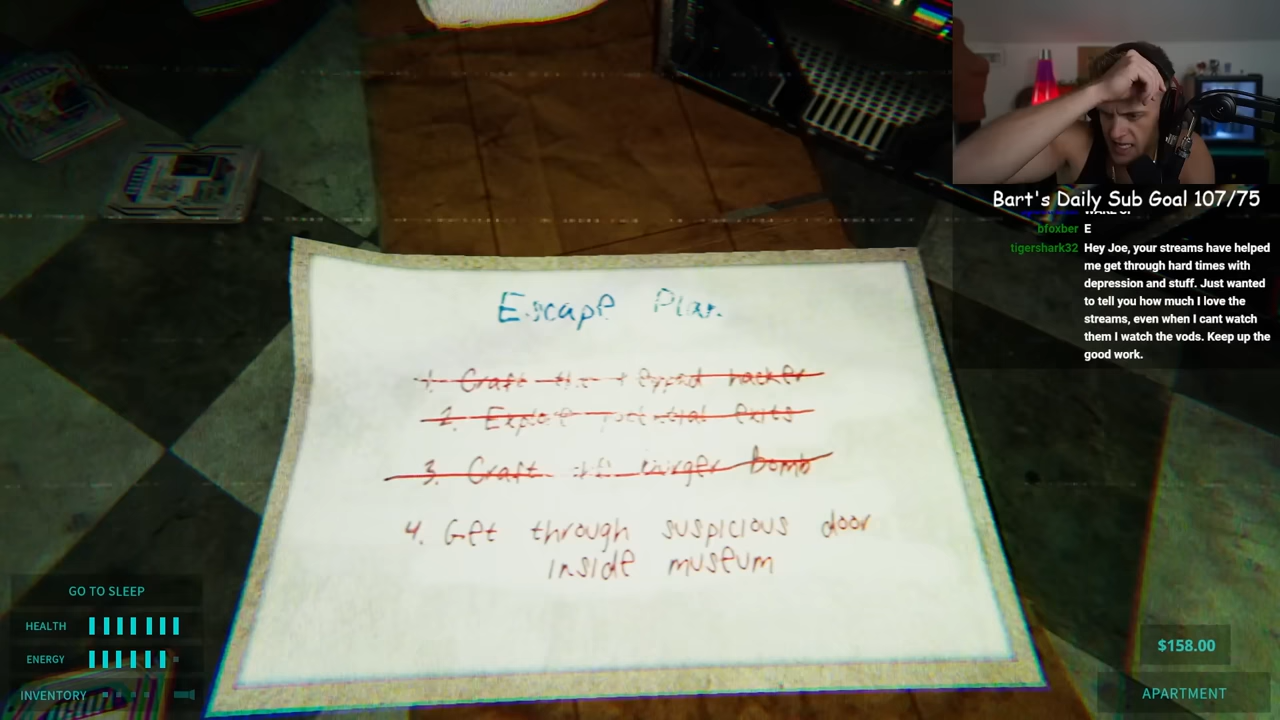 Bart's Daily Sub Goal 107/75
WAKE UP
bfoxber E
tigershark32 Hey Joe, your streams have helped
me get through hard times with
depression and stuff. Just wanted
to tell you how much I love the
streams, even when I cant watch
them I watch the vods. Keep up the
good work.
Escape Plan
1. Craft the keypad hacker
2. Explore potential exits
3. Craft the burger bomb
4. Get through suspicious door
inside museum
GO TO SLEEP
HEALTH
ENERGY
INVENTORY
$158.00
APARTMENT